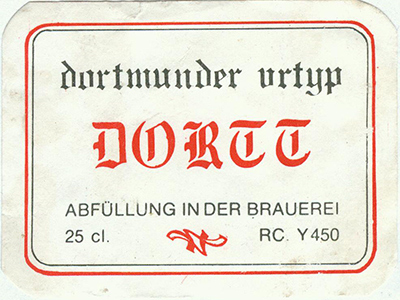 dortmunder urtyp
DORTT
ABFÜLLUNG IN DER BRAUEREI
25 cl. N RC. Y450